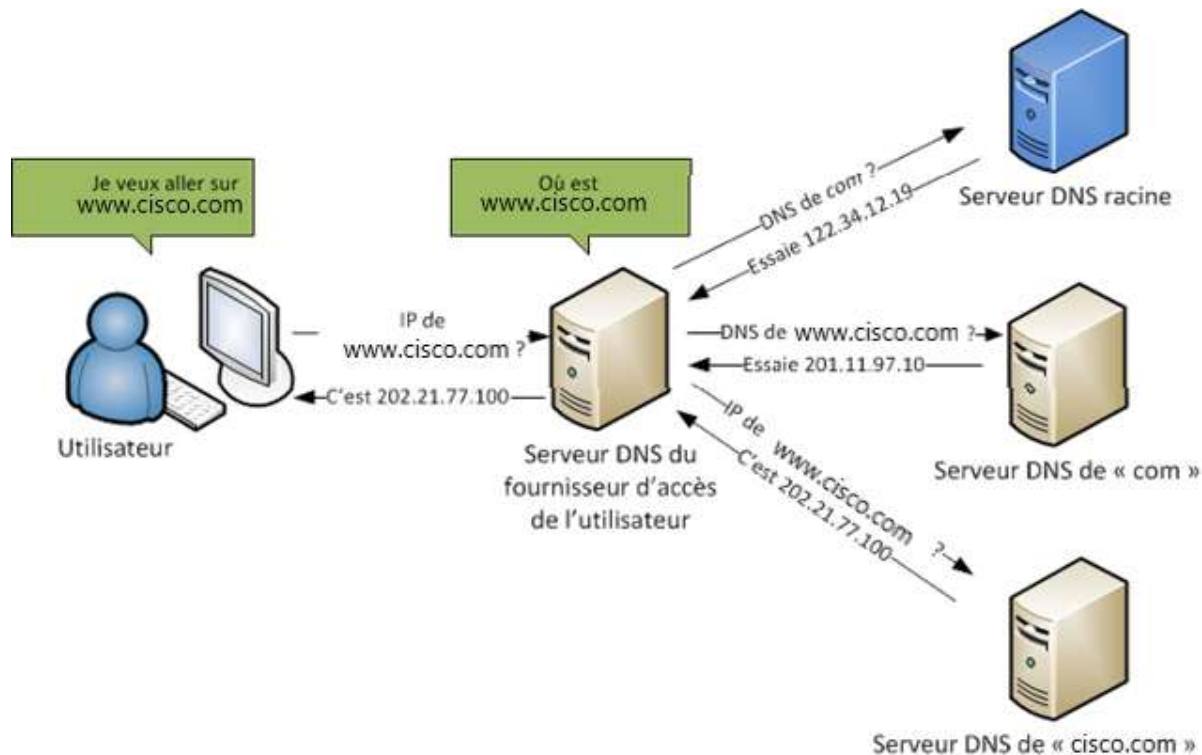 Je veux aller sur
www.cisco.com
Où est
www.cisco.com
DNS de com ?
Essaie 122.34.12.19
Serveur DNS racine
IP de
www.cisco.com ?
C'est 202.21.77.100
DNS de www.cisco.com ?
Essaie 201.11.97.10
Utilisateur
Serveur DNS du
fournisseur d'accès
de l'utilisateur
Serveur DNS de « com »
IP de www.cisco.com ?
C'est 202.21.77.100
Serveur DNS de « cisco.com »